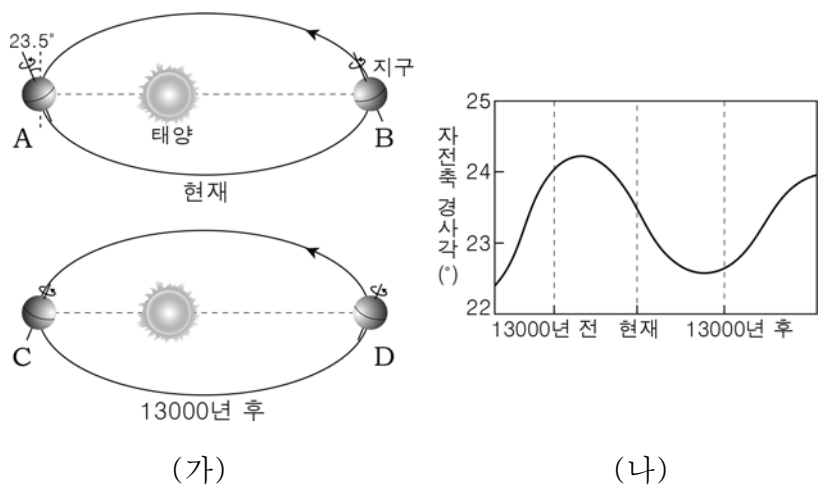 23.5°
지구
A
태양
B
현재
C
D
13000년 후
(가)
25
24
23
22
자전축 경사각 (°)
13000년 전 현재 13000년 후
(나)